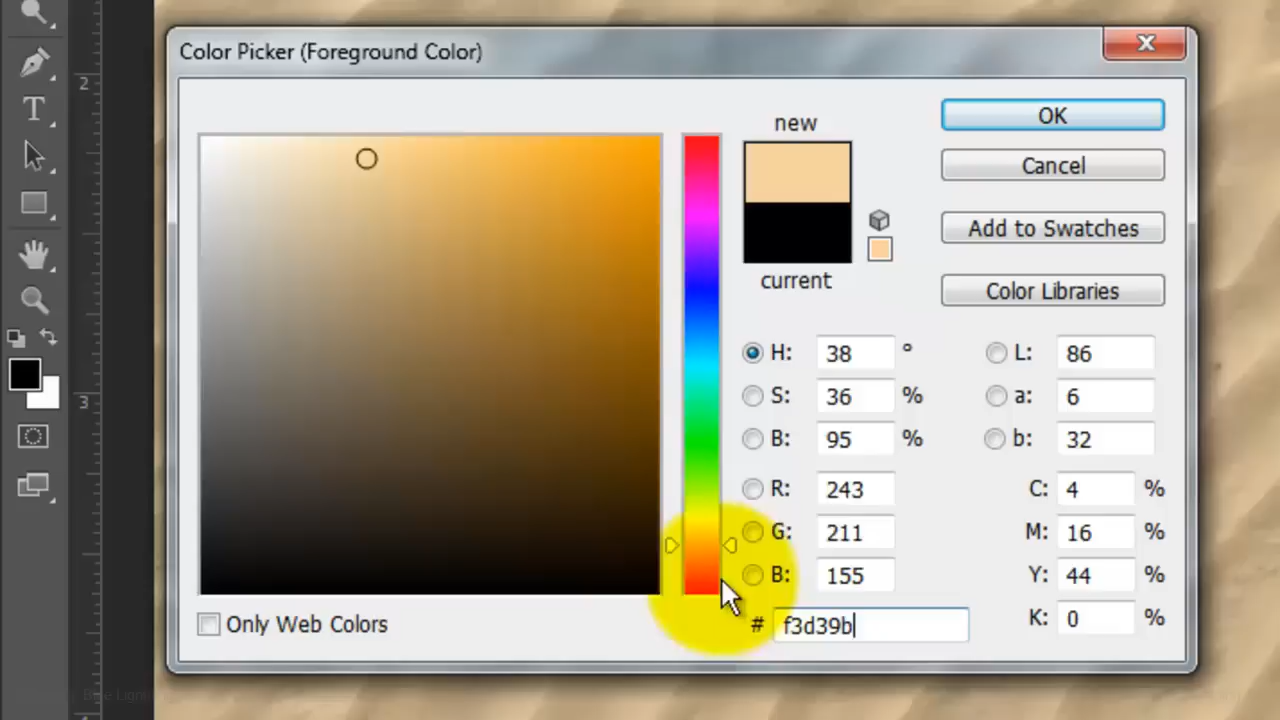 Color Picker (Foreground Color)
new
current
OK
Cancel
Add to Swatches
Color Libraries
H: 38 °
S: 36 %
B: 95 %
R: 243
G: 211
B: 155
# f3d39b
L: 86
a: 6
b: 32
C: 4 %
M: 16 %
Y: 44 %
K: 0 %
Only Web Colors
T
2
3